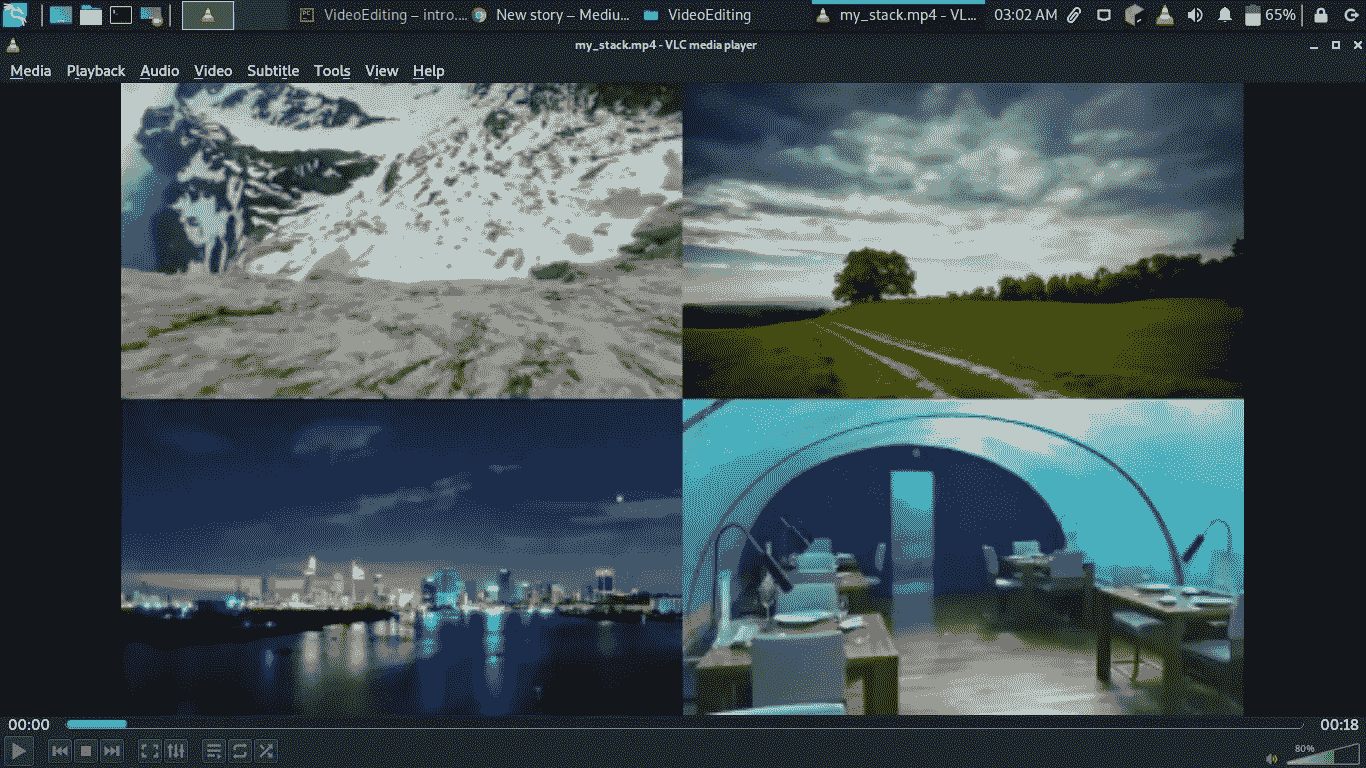 VideoEditing – intro.... New story – Mediu... VideoEditing my_stack.mp4 - VL... 03:02 AM 65%
my_stack.mp4 - VLC media player
Media Playback Audio Video Subtitle Tools View Help
00:00 00:18
80%